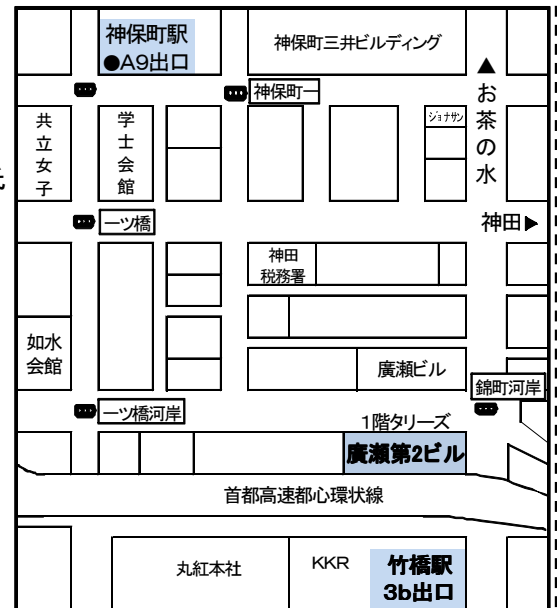 神保町駅
●A9出口
神保町三井ビルディング
▲
お茶の水
神保町一
共立女子
学士会館
ジョナサン
一ツ橋
神田▶
神田
税務署
如水
会館
廣瀬ビル
錦町河岸
一ツ橋河岸
1階タリーズ
廣瀬第2ビル
首都高速都心環状線
丸紅本社
KKR
竹橋駅
3b出口